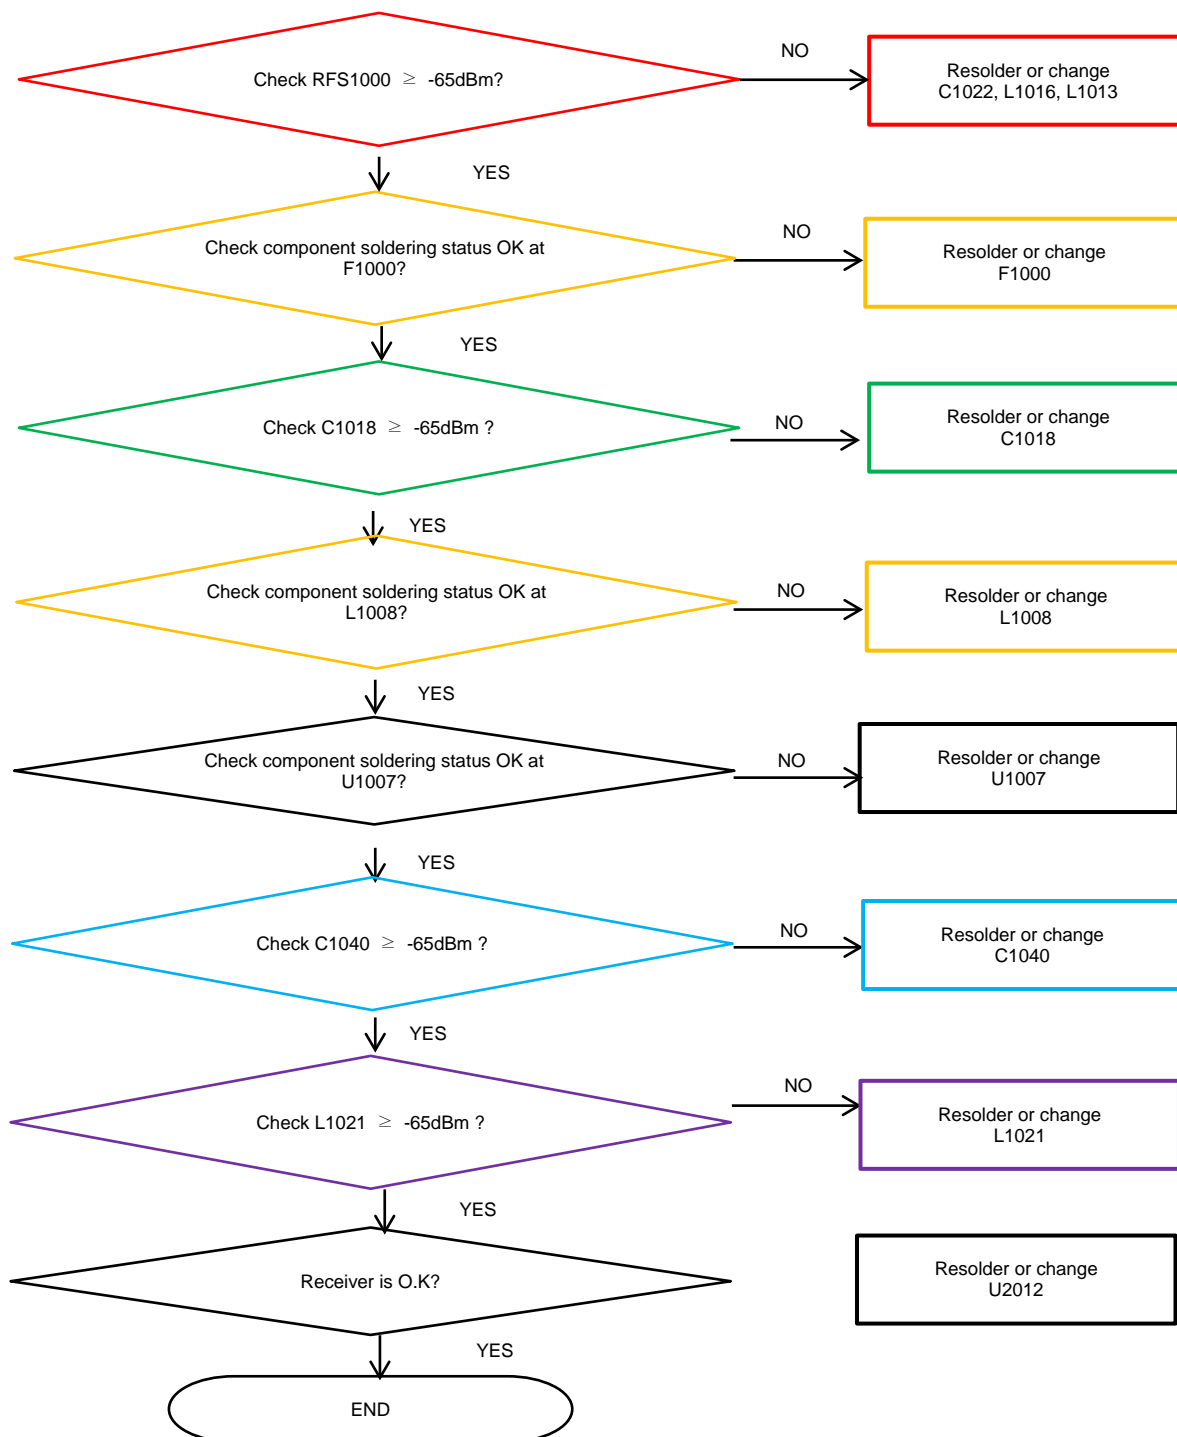 Check RFS1000 ≥ -65dBm?
NO
Resolder or change
C1022, L1016, L1013
YES
Check component soldering status OK at
F1000?
NO
Resolder or change
F1000
YES
Check C1018 ≥ -65dBm ?
NO
Resolder or change
C1018
YES
Check component soldering status OK at
L1008?
NO
Resolder or change
L1008
YES
Check component soldering status OK at
U1007?
NO
Resolder or change
U1007
YES
Check C1040 ≥ -65dBm ?
NO
Resolder or change
C1040
YES
Check L1021 ≥ -65dBm ?
NO
Resolder or change
L1021
YES
Receiver is O.K?
Resolder or change
U2012
YES
END